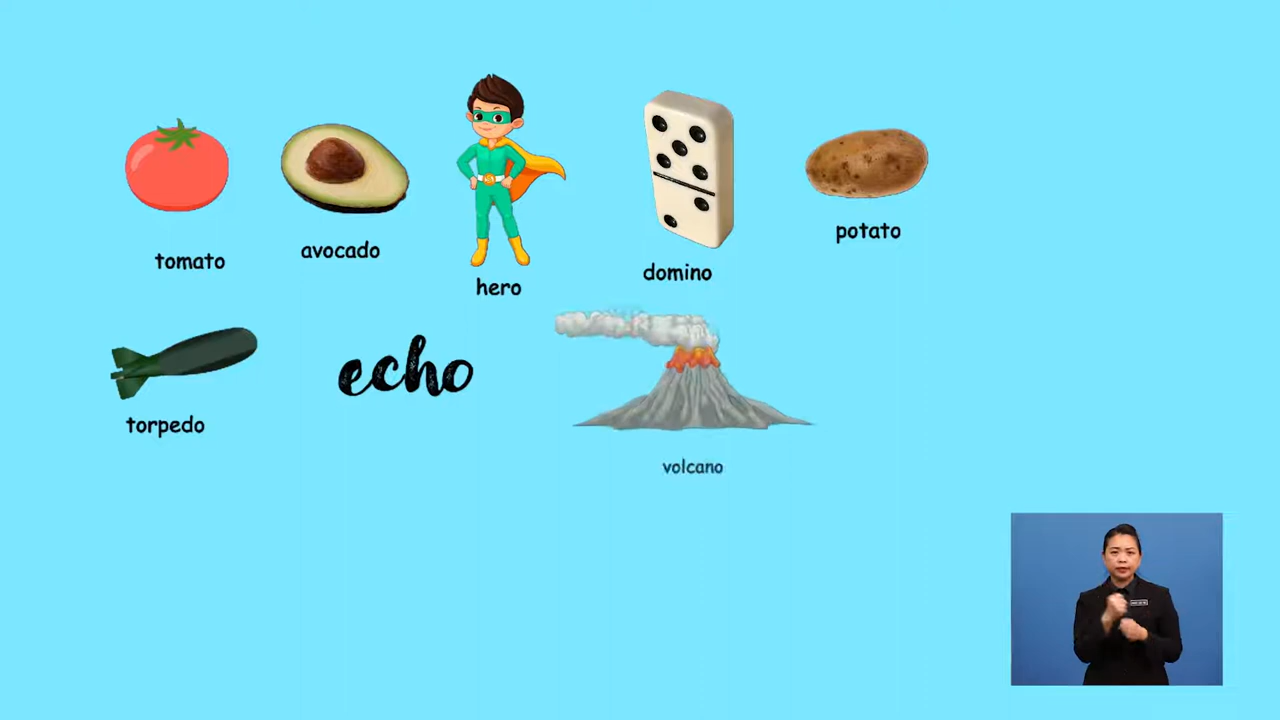 tomato
avocado
hero
domino
potato
torpedo
echo
volcano